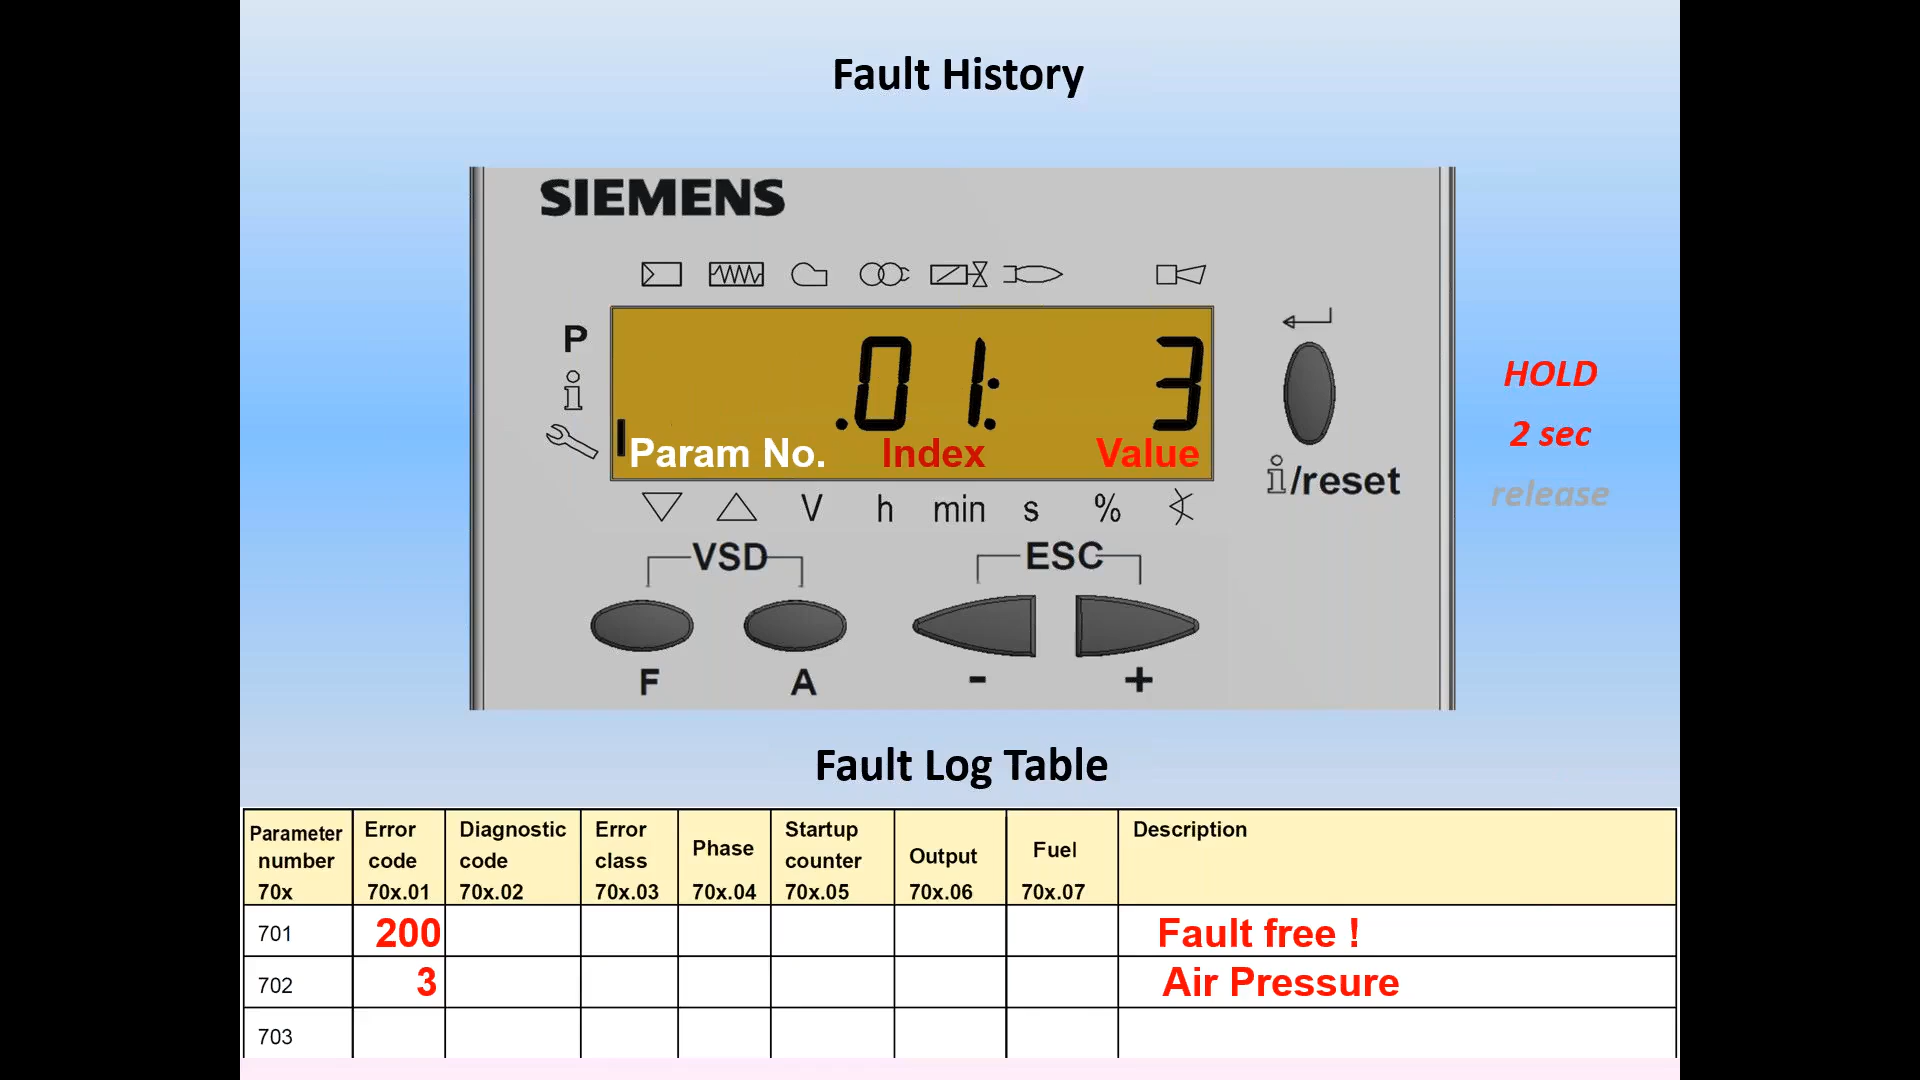 Fault History
SIEMENS
P
i
.01: 3
Param No. Index Value
HOLD
2 sec
release
i/reset
V h min s %
VSD ESC
F A - +
Fault Log Table
Parameter number 70x
Error code 70x.01
Diagnostic code 70x.02
Error class 70x.03
Phase 70x.04
Startup counter 70x.05
Output 70x.06
Fuel 70x.07
Description
701 200 Fault free !
702 3 Air Pressure
703